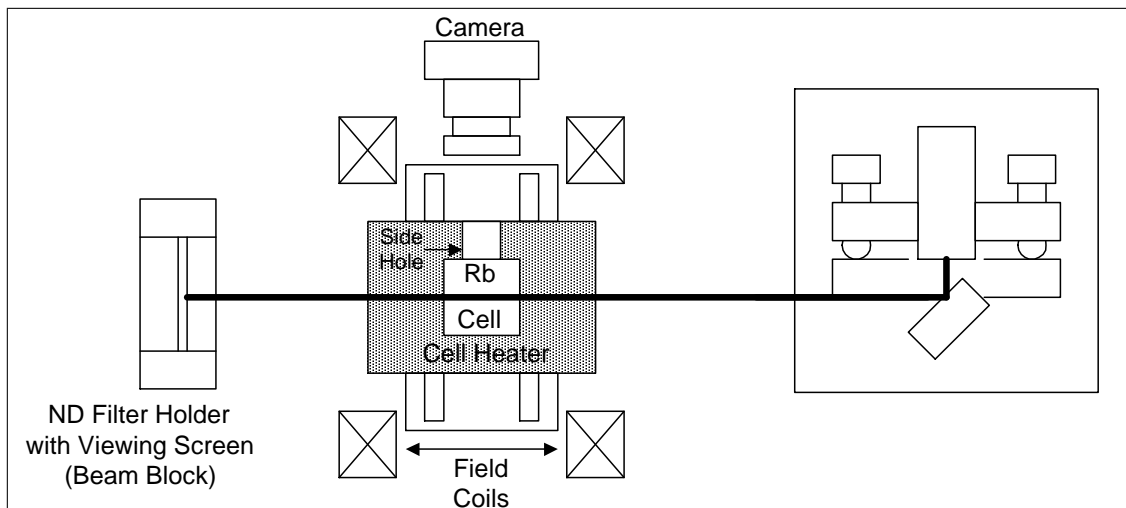 Camera
Side
Hole
Rb
Cell
Cell Heater
ND Filter Holder
with Viewing Screen
(Beam Block)
Field
Coils